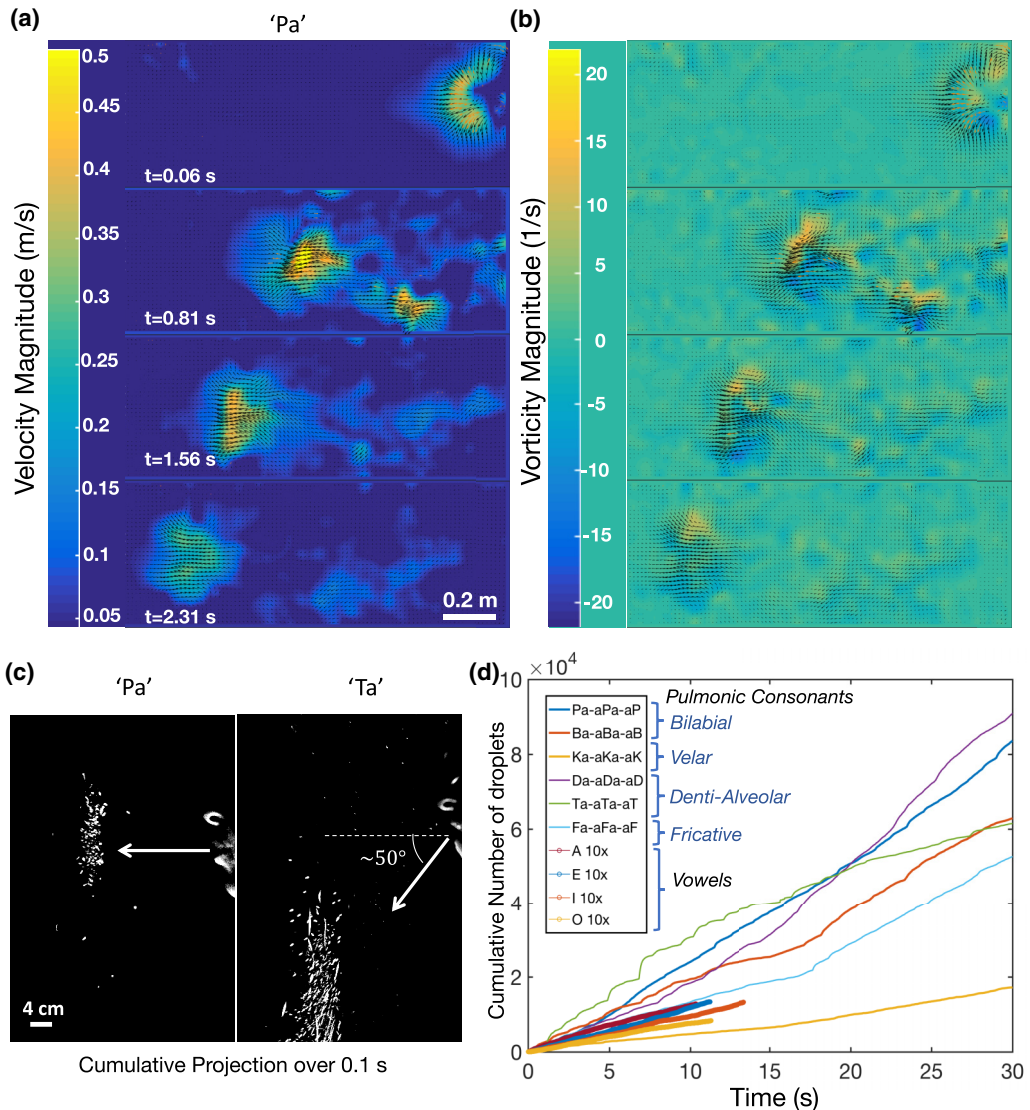 (a)
'Pa'
(b)
Velocity Magnitude (m/s)
0.5
0.45
0.4
0.35
0.3
0.25
0.2
0.15
0.1
0.05
t=0.06 s
t=0.81 s
t=1.56 s
t=2.31 s
0.2 m
Vorticity Magnitude (1/s)
20
15
10
5
0
-5
-10
-15
-20
(c)
'Pa'
'Ta'
~50°
4 cm
Cumulative Projection over 0.1 s
(d)
×10⁴
Cumulative Number of droplets
10
8
6
4
2
0
Pulmonic Consonants
Pa-aPa-aP
Ba-aBa-aB
Bilabial
Ka-aKa-aK
Velar
Da-aDa-aD
Ta-aTa-aT
Denti-Alveolar
Fa-aFa-aF
Fricative
A 10x
E 10x
I 10x
O 10x
Vowels
0 5 10 15 20 25 30
Time (s)